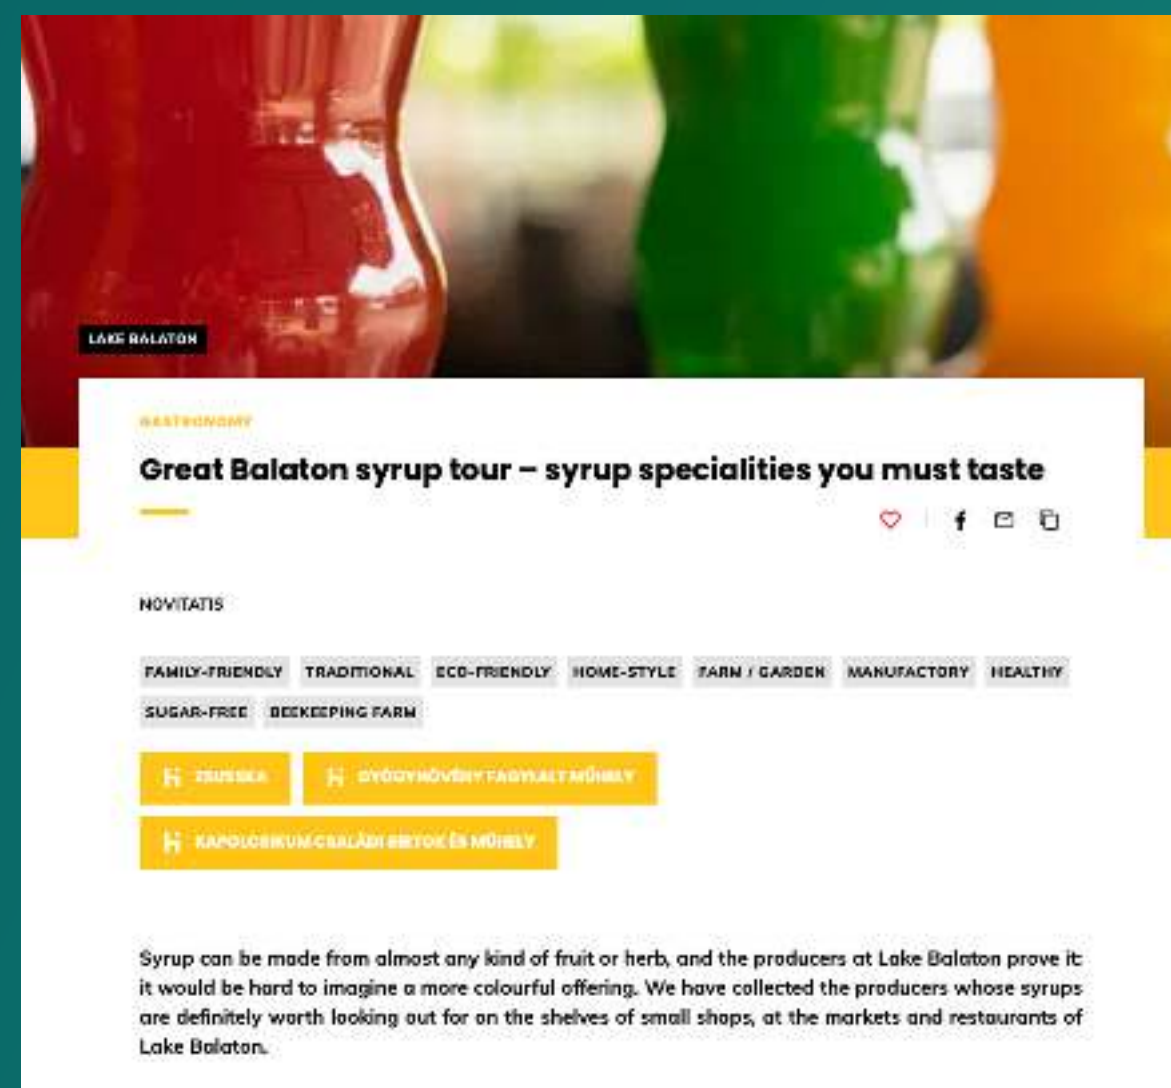 LAKE BALATON
GASTRONOMY
Great Balaton syrup tour – syrup specialities you must taste
NOVITATIS
FAMILY-FRIENDLY TRADITIONAL ECO-FRIENDLY HOME-STYLE FARM / GARDEN MANUFACTORY HEALTHY
SUGAR-FREE BEEKEEPING FARM
ZSUSSKA GYÓGYNÖVÉNY FAGYLALT MŰHELY
KAPOLCSIKUM CSALÁDI BIRTOK ÉS MŰHELY
Syrup can be made from almost any kind of fruit or herb, and the producers at Lake Balaton prove it:
it would be hard to imagine a more colourful offering. We have collected the producers whose syrups
are definitely worth looking out for on the shelves of small shops, at the markets and restaurants of
Lake Balaton.